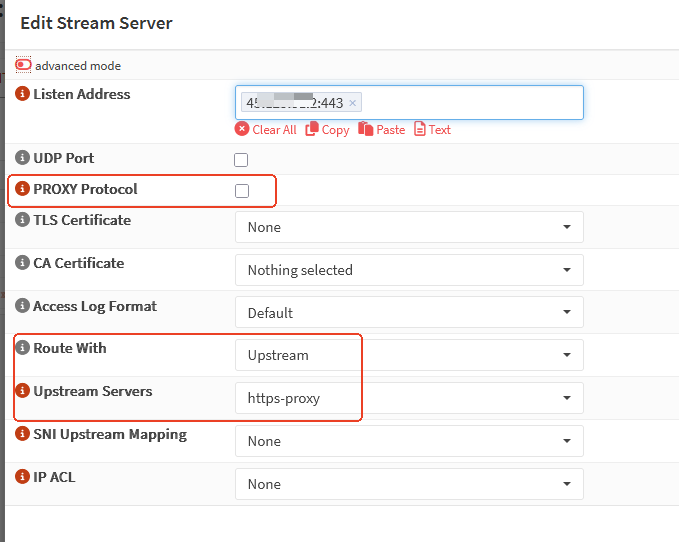 Edit Stream Server
advanced mode
Listen Address
:443 ×
Clear All Copy Paste Text
UDP Port
PROXY Protocol
TLS Certificate None
CA Certificate Nothing selected
Access Log Format Default
Route With Upstream
Upstream Servers https-proxy
SNI Upstream Mapping None
IP ACL None